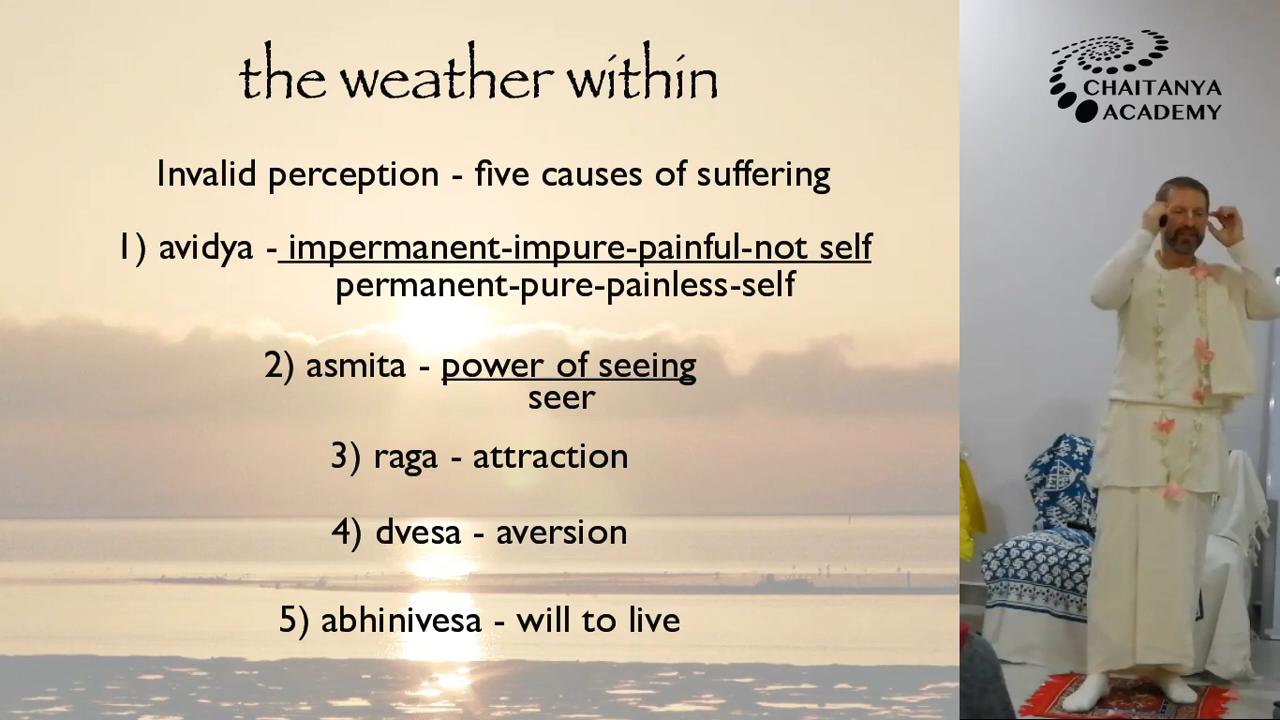 the weather within
Invalid perception - five causes of suffering
1) avidya - impermanent-impure-painful-not self
permanent-pure-painless-self
2) asmita - power of seeing
seer
3) raga - attraction
4) dvesa - aversion
5) abhinivesa - will to live
CHAITANYA
ACADEMY